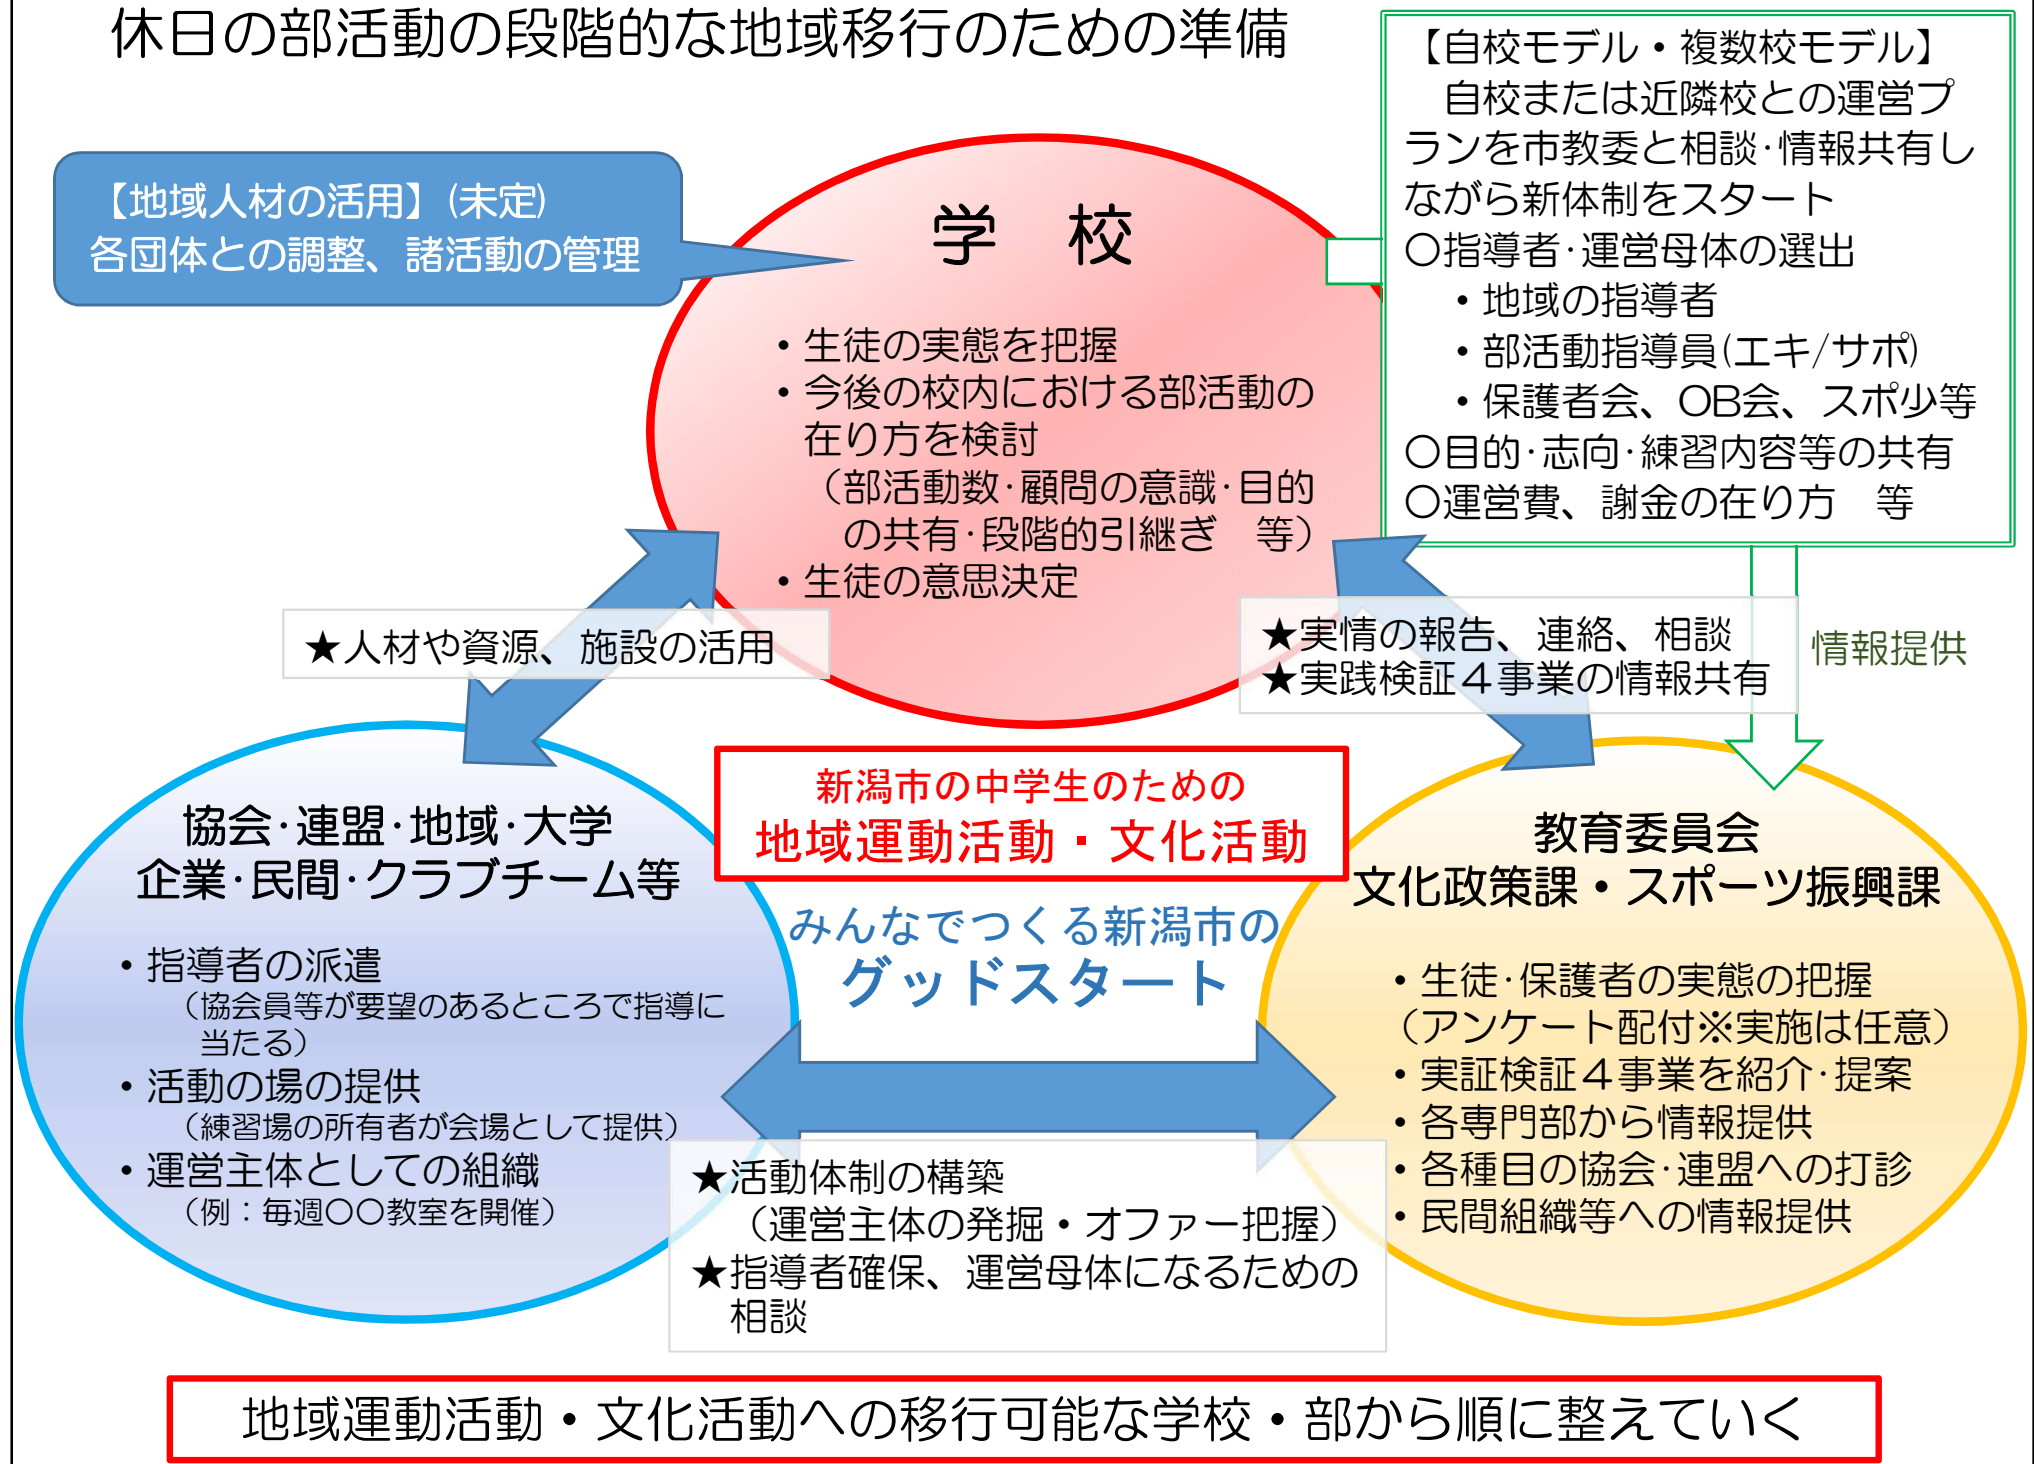 休日の部活動の段階的な地域移行のための準備
【自校モデル・複数校モデル】
自校または近隣校との運営プ
ランを市教委と相談･情報共有し
ながら新体制をスタート
〇指導者･運営母体の選出
・地域の指導者
・部活動指導員(エキ/サポ)
・保護者会、OB会、スポ少等
〇目的･志向･練習内容等の共有
〇運営費、謝金の在り方　等
【地域人材の活用】(未定)
各団体との調整、諸活動の管理
学　校
・生徒の実態を把握
・今後の校内における部活動の
在り方を検討
（部活動数･顧問の意識･目的
の共有･段階的引継ぎ　等）
・生徒の意思決定
★人材や資源、施設の活用
★実情の報告、連絡、相談
★実践検証４事業の情報共有
情報提供
新潟市の中学生のための
地域運動活動・文化活動
みんなでつくる新潟市の
グッドスタート
協会･連盟･地域･大学
企業･民間･クラブチーム等
・指導者の派遣
（協会員等が要望のあるところで指導に
当たる）
・活動の場の提供
（練習場の所有者が会場として提供）
・運営主体としての組織
（例：毎週〇〇教室を開催）
教育委員会
文化政策課・スポーツ振興課
・生徒･保護者の実態の把握
（アンケート配付※実施は任意）
・実証検証４事業を紹介･提案
・各専門部から情報提供
・各種目の協会･連盟への打診
・民間組織等への情報提供
★活動体制の構築
（運営主体の発掘・オファー把握）
★指導者確保、運営母体になるための
相談
地域運動活動・文化活動への移行可能な学校・部から順に整えていく